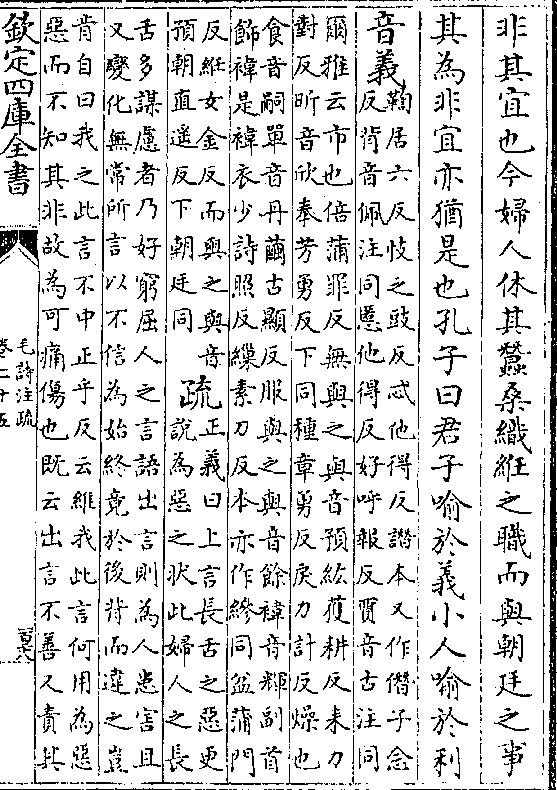 非其宜也今婦人休其蠶桑織紝之職而與朝廷之事
其為非宜亦猶是也孔子曰君子喻於義小人喻於利
音義鞫居六反忮之豉反忒他得反譖本又作僭子念
反背音佩注同慝他得反好呼報反賈音古注同
爾雅云市也倍蒲罪反無與之與音預紘獲耕反耒力
對反昕音欣奉芳勇反下同種章勇反戾力計反燥也
食音嗣單音丹繭古顯反服與之與音餘褘音輝副首
飾褘是褘衣少詩照反繅素刀反本亦作繰同盆蒲門
反紝女金反而與之與音
預朝直遙反下朝廷同
疏正義曰上言長舌之惡更
說為惡之狀此婦人之長
舌多謀慮者乃好窮屈人之言語出言則為人患害且
又變化無常所言以不信為始終竟於後背而違之豈
肯自曰我之此言不中正乎反云維我此言何用為惡
惡而不知其非故為可痛傷也既云出言不善又責其
欽定四庫全書
毛詩注疏
卷二十五